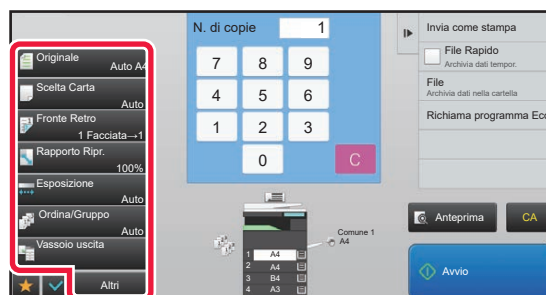 Originale
Auto A4
Scelta Carta
Auto
Fronte Retro
1 Facciata→1
Rapporto Ripr.
100%
Esposizione
Auto
Ordina/Gruppo
Auto
Vassoio uscita
Altri
N. di copie 1
7 8 9
4 5 6
1 2 3
0 C
Comune 1
A4
1 A4
2 A4
3 B4
4 A3
Invia come stampa
File Rapido
Archivia dati tempor.
File
Archivia dati nella cartella
Richiama programma Eco
Anteprima
CA
Avvio